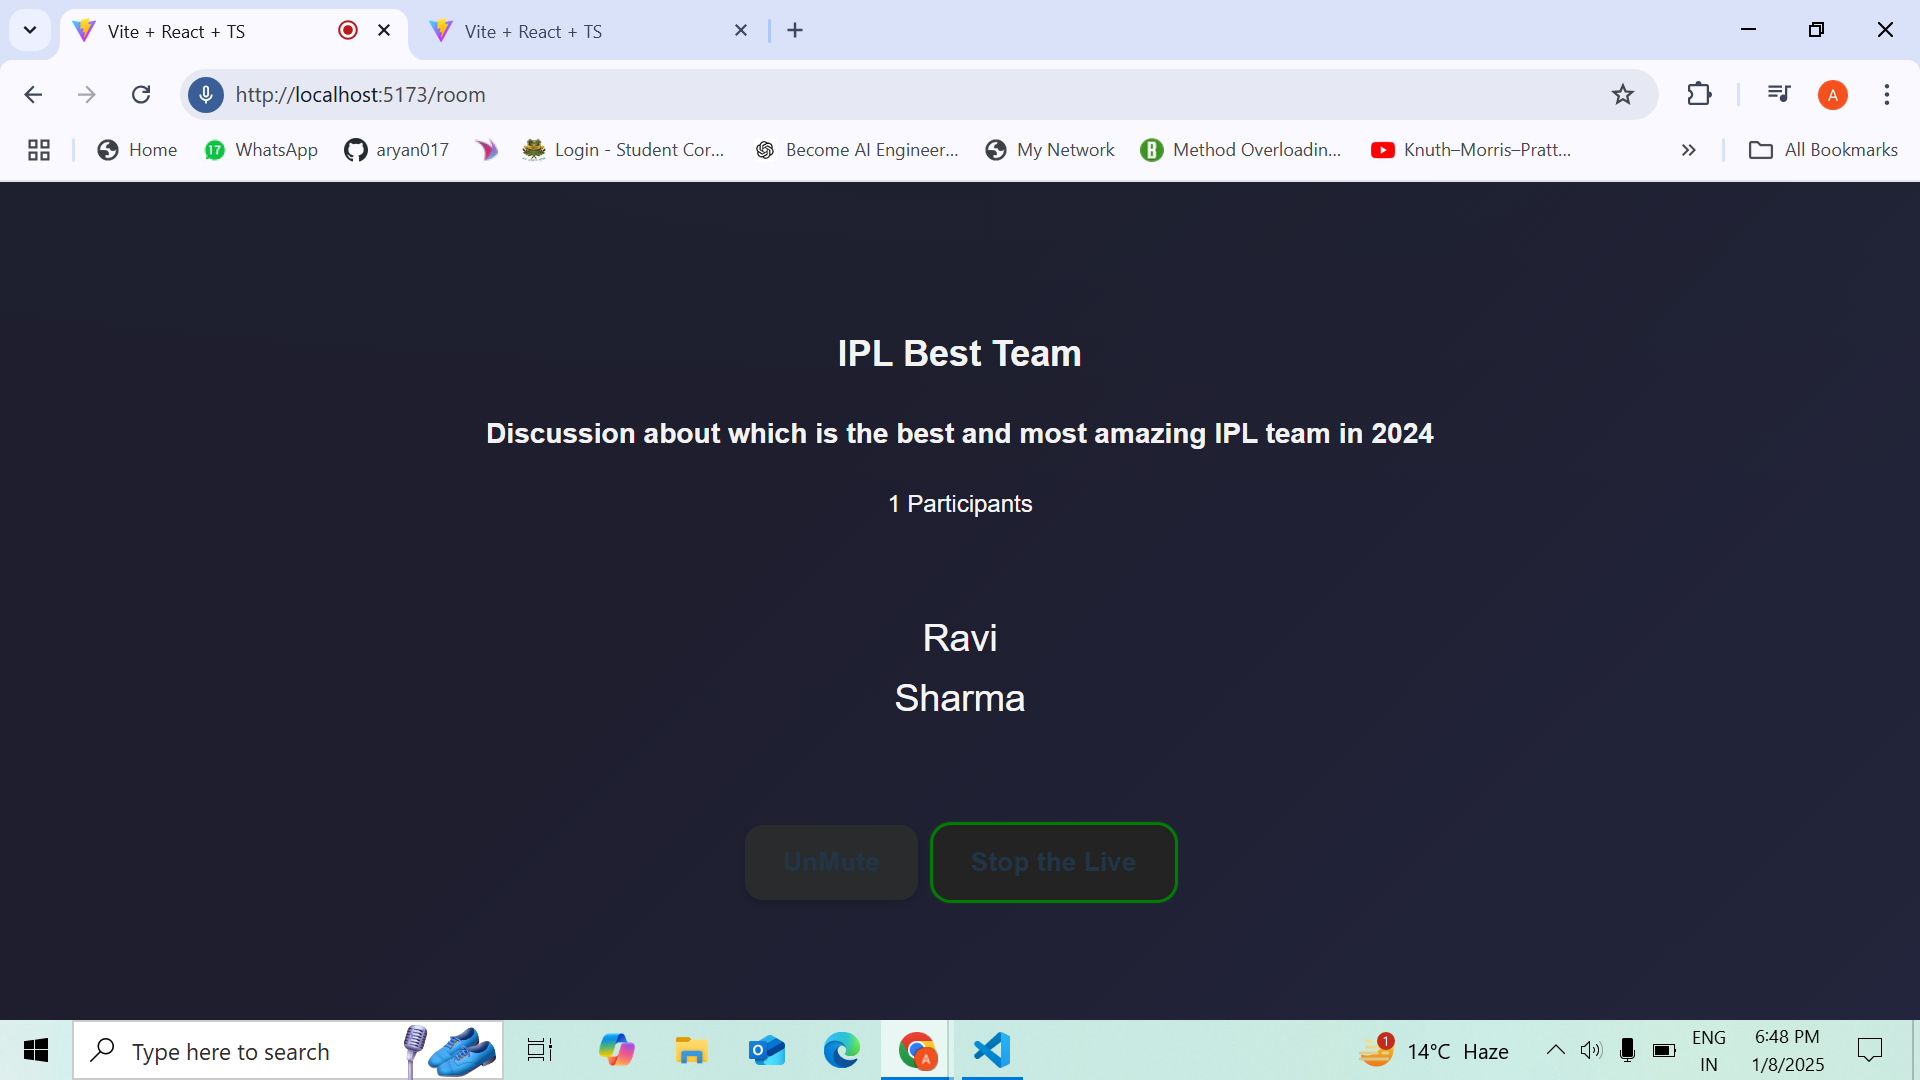 Vite + React + TS
Vite + React + TS
http://localhost:5173/room
A
Home
17
WhatsApp
aryan017
Login - Student Cor...
Become AI Engineer...
My Network
B
Method Overloadin...
Knuth–Morris–Pratt...
All Bookmarks
IPL Best Team
Discussion about which is the best and most amazing IPL team in 2024
1 Participants
Ravi
Sharma
UnMute
Stop the Live
Type here to search
A
1
14°C Haze
ENG
IN
6:48 PM
1/8/2025